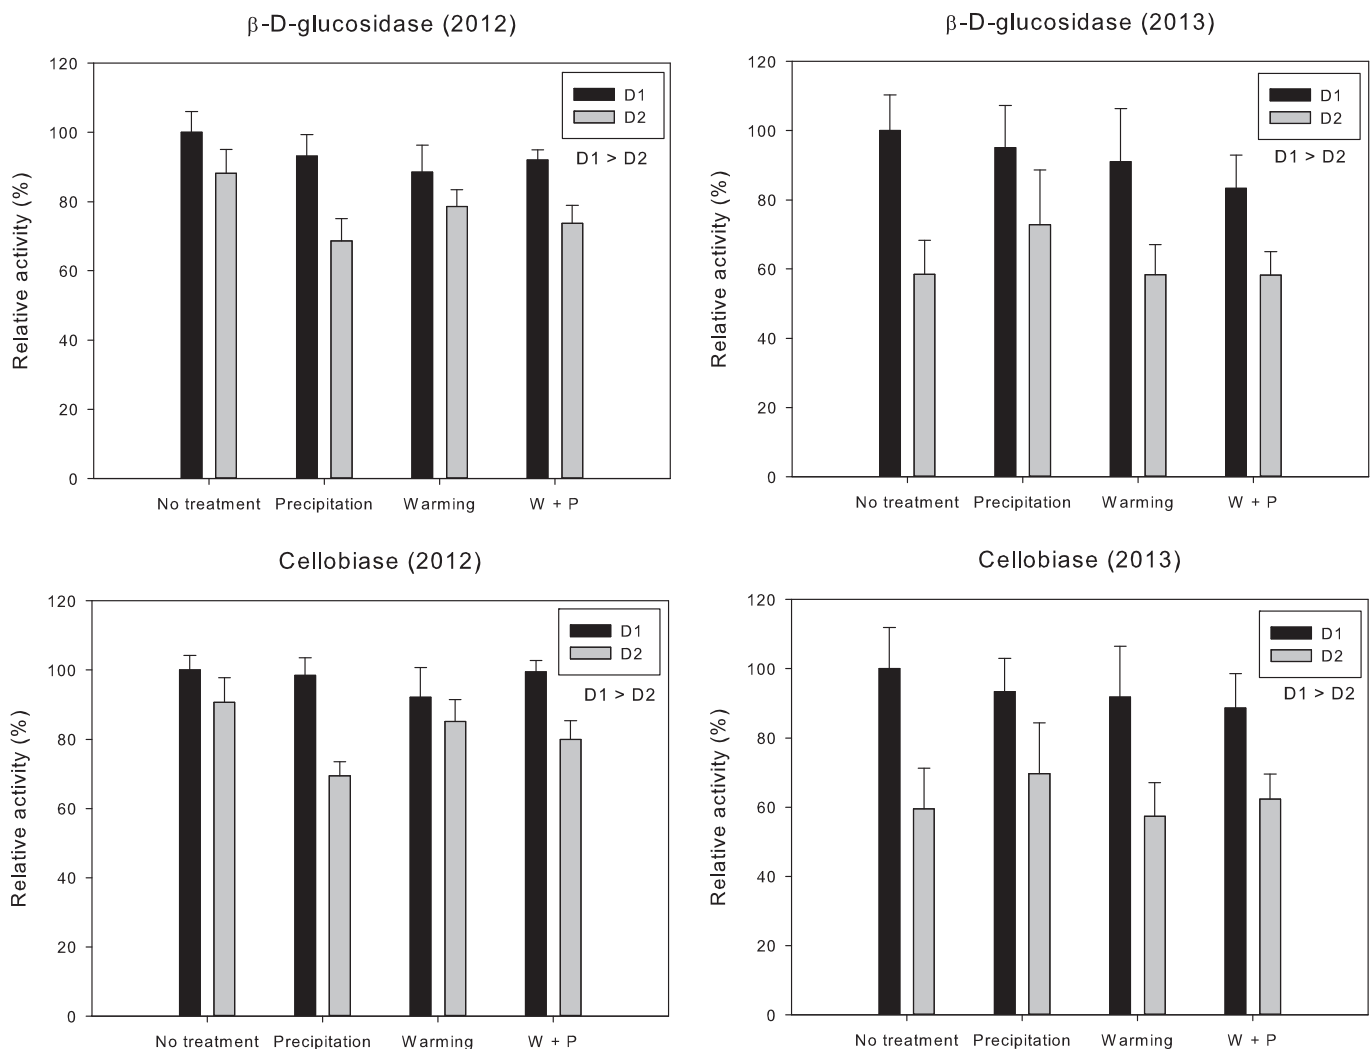 β-D-glucosidase (2012)
Relative activity (%)
120
100
80
60
40
20
0
D1
D2
D1 > D2
No treatment Precipitation Warming W + P
β-D-glucosidase (2013)
Relative activity (%)
120
100
80
60
40
20
0
D1
D2
D1 > D2
No treatment Precipitation Warming W + P
Cellobiase (2012)
Relative activity (%)
120
100
80
60
40
20
0
D1
D2
D1 > D2
No treatment Precipitation Warming W + P
Cellobiase (2013)
Relative activity (%)
120
100
80
60
40
20
0
D1
D2
D1 > D2
No treatment Precipitation Warming W + P